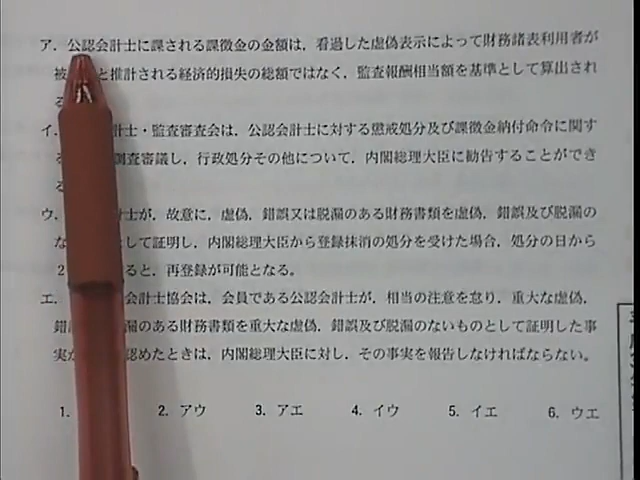 ア．公認会計士に課される課徴金の金額は，看過した虚偽表示によって財務諸表利用者が
被 と推計される経済的損失の総額ではなく，監査報酬相当額を基準として算出され
る
イ． 計士・監査審査会は，公認会計士に対する懲戒処分及び課徴金納付命令に関す
調査審議し，行政処分その他について，内閣総理大臣に勧告することができ
る
ウ． 計士が，故意に，虚偽，錯誤又は脱漏のある財務書類を虚偽，錯誤及び脱漏の
な して証明し，内閣総理大臣から登録抹消の処分を受けた場合，処分の日から
2 ると，再登録が可能となる。
エ． 会計士協会は，会員である公認会計士が，相当の注意を怠り，重大な虚偽，
錯 漏のある財務書類を重大な虚偽，錯誤及び脱漏のないものとして証明した事
実 認めたときは，内閣総理大臣に対し，その事実を報告しなければならない。
1. 2. アウ 3. アエ 4. イウ 5. イエ 6. ウエ